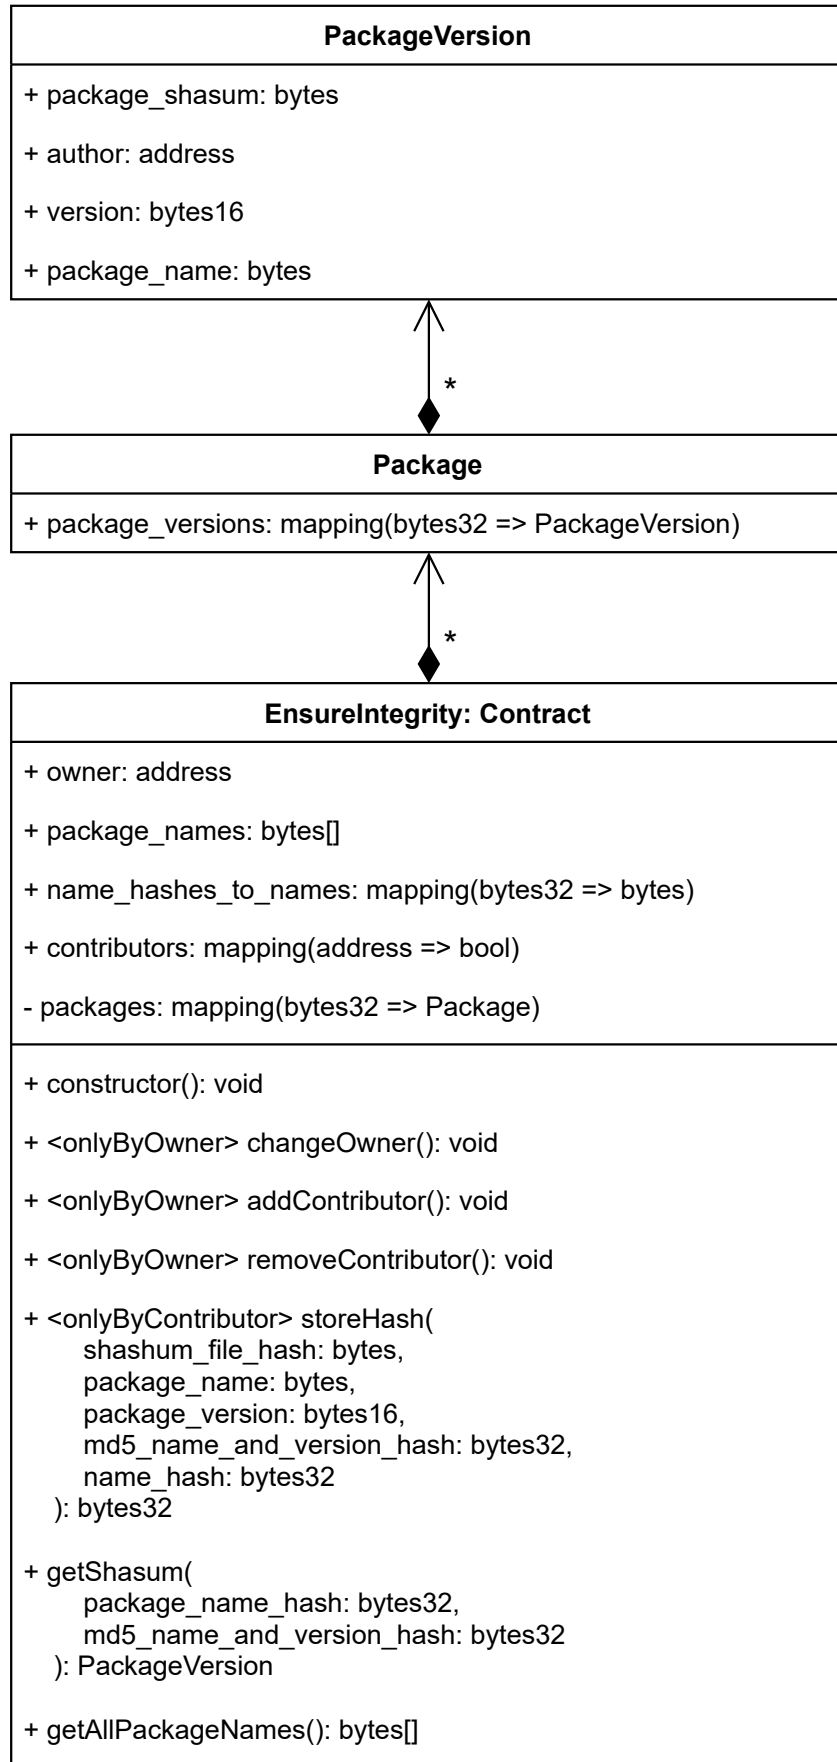 PackageVersion
+ package_shasum: bytes
+ author: address
+ version: bytes16
+ package_name: bytes
*
Package
+ package_versions: mapping(bytes32 => PackageVersion)
*
EnsureIntegrity: Contract
+ owner: address
+ package_names: bytes[]
+ name_hashes_to_names: mapping(bytes32 => bytes)
+ contributors: mapping(address => bool)
- packages: mapping(bytes32 => Package)
+ constructor(): void
+ <onlyByOwner> changeOwner(): void
+ <onlyByOwner> addContributor(): void
+ <onlyByOwner> removeContributor(): void
+ <onlyByContributor> storeHash(
shashum_file_hash: bytes,
package_name: bytes,
package_version: bytes16,
md5_name_and_version_hash: bytes32,
name_hash: bytes32
): bytes32
+ getShasum(
package_name_hash: bytes32,
md5_name_and_version_hash: bytes32
): PackageVersion
+ getAllPackageNames(): bytes[]